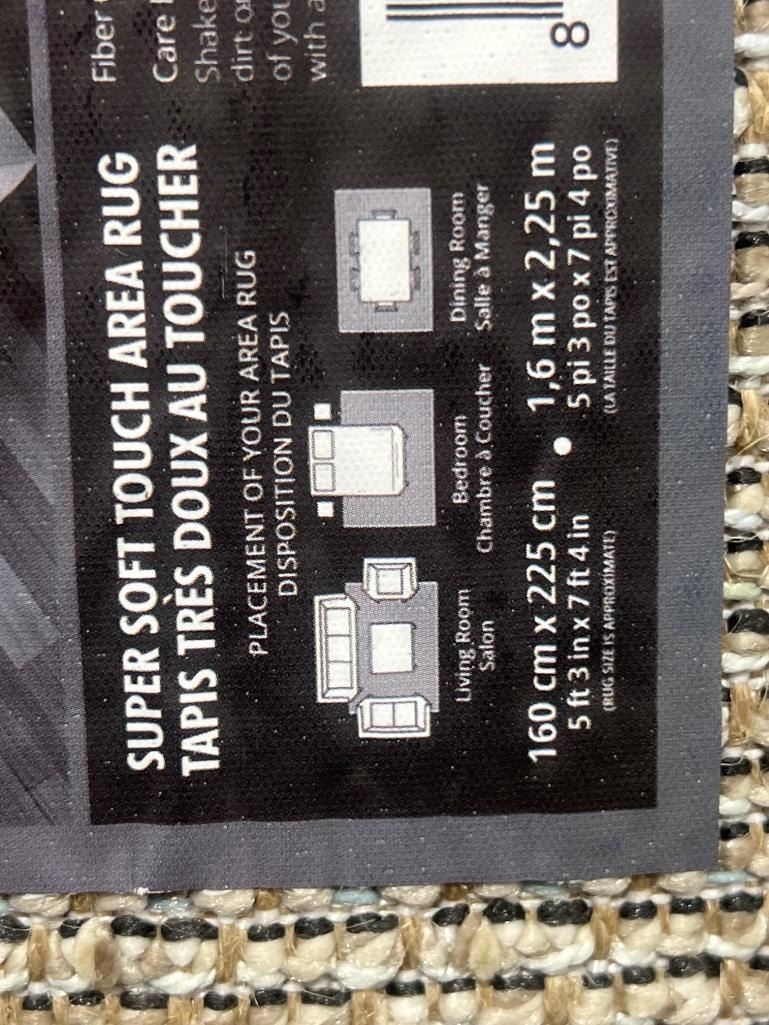 SUPER SOFT TOUCH AREA RUG
TAPIS TRÈS DOUX AU TOUCHER
PLACEMENT OF YOUR AREA RUG
DISPOSITION DU TAPIS
Living Room
Salon
Bedroom
Chambre à Coucher
Dining Room
Salle à Manger
160 cm x 225 cm • 1,6 m x 2,25 m
5 ft 3 in x 7 ft 4 in
5 pi 3 po x 7 pi 4 po
(RUG SIZE IS APPROXIMATE)
(LA TAILLE DU TAPIS EST APPROXIMATIVE)
Fiber
Care
Shake
dirt
of you
with a
8